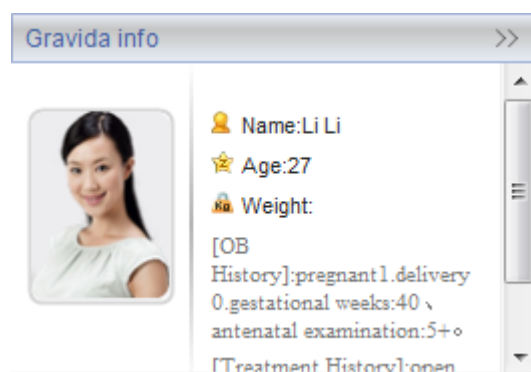 Gravida info
Name:Li Li
Age:27
Weight:
[OB
History]:pregnant1.delivery
0.gestational weeks:40、
antenatal examination:5+。
[Treatment History]:open